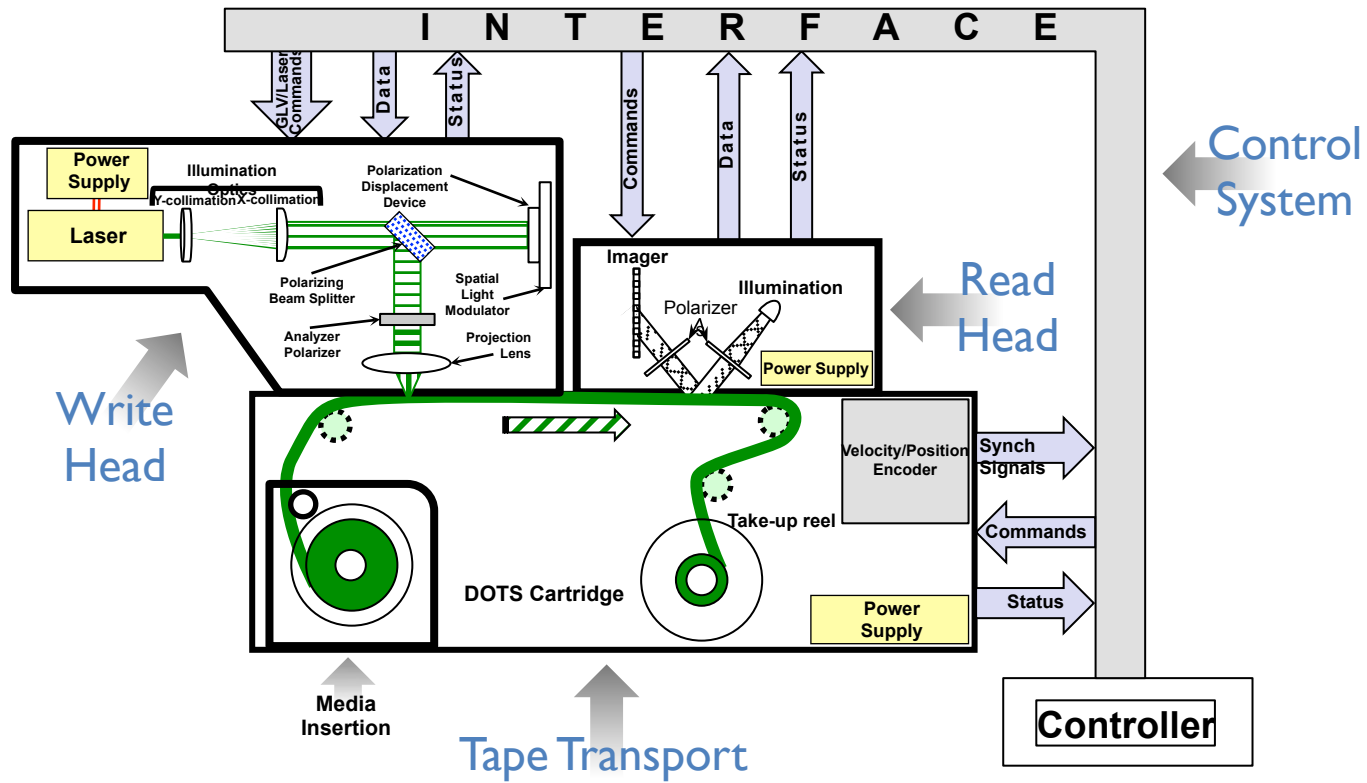 I N T E R F A C E
GLV/Laser
Commands
Data
Status
Commands
Data
Status
Control
System
Power
Supply
Illumination
Optics
Y-collimation
X-collimation
Laser
Polarization
Displacement
Device
Polarizing
Beam Splitter
Spatial
Light
Modulator
Analyzer
Polarizer
Projection
Lens
Imager
Illumination
Polarizer
Power Supply
Read
Head
Write
Head
Velocity/Position
Encoder
Synch
Signals
Take-up reel
Commands
DOTS Cartridge
Power
Supply
Status
Media
Insertion
Tape Transport
Controller